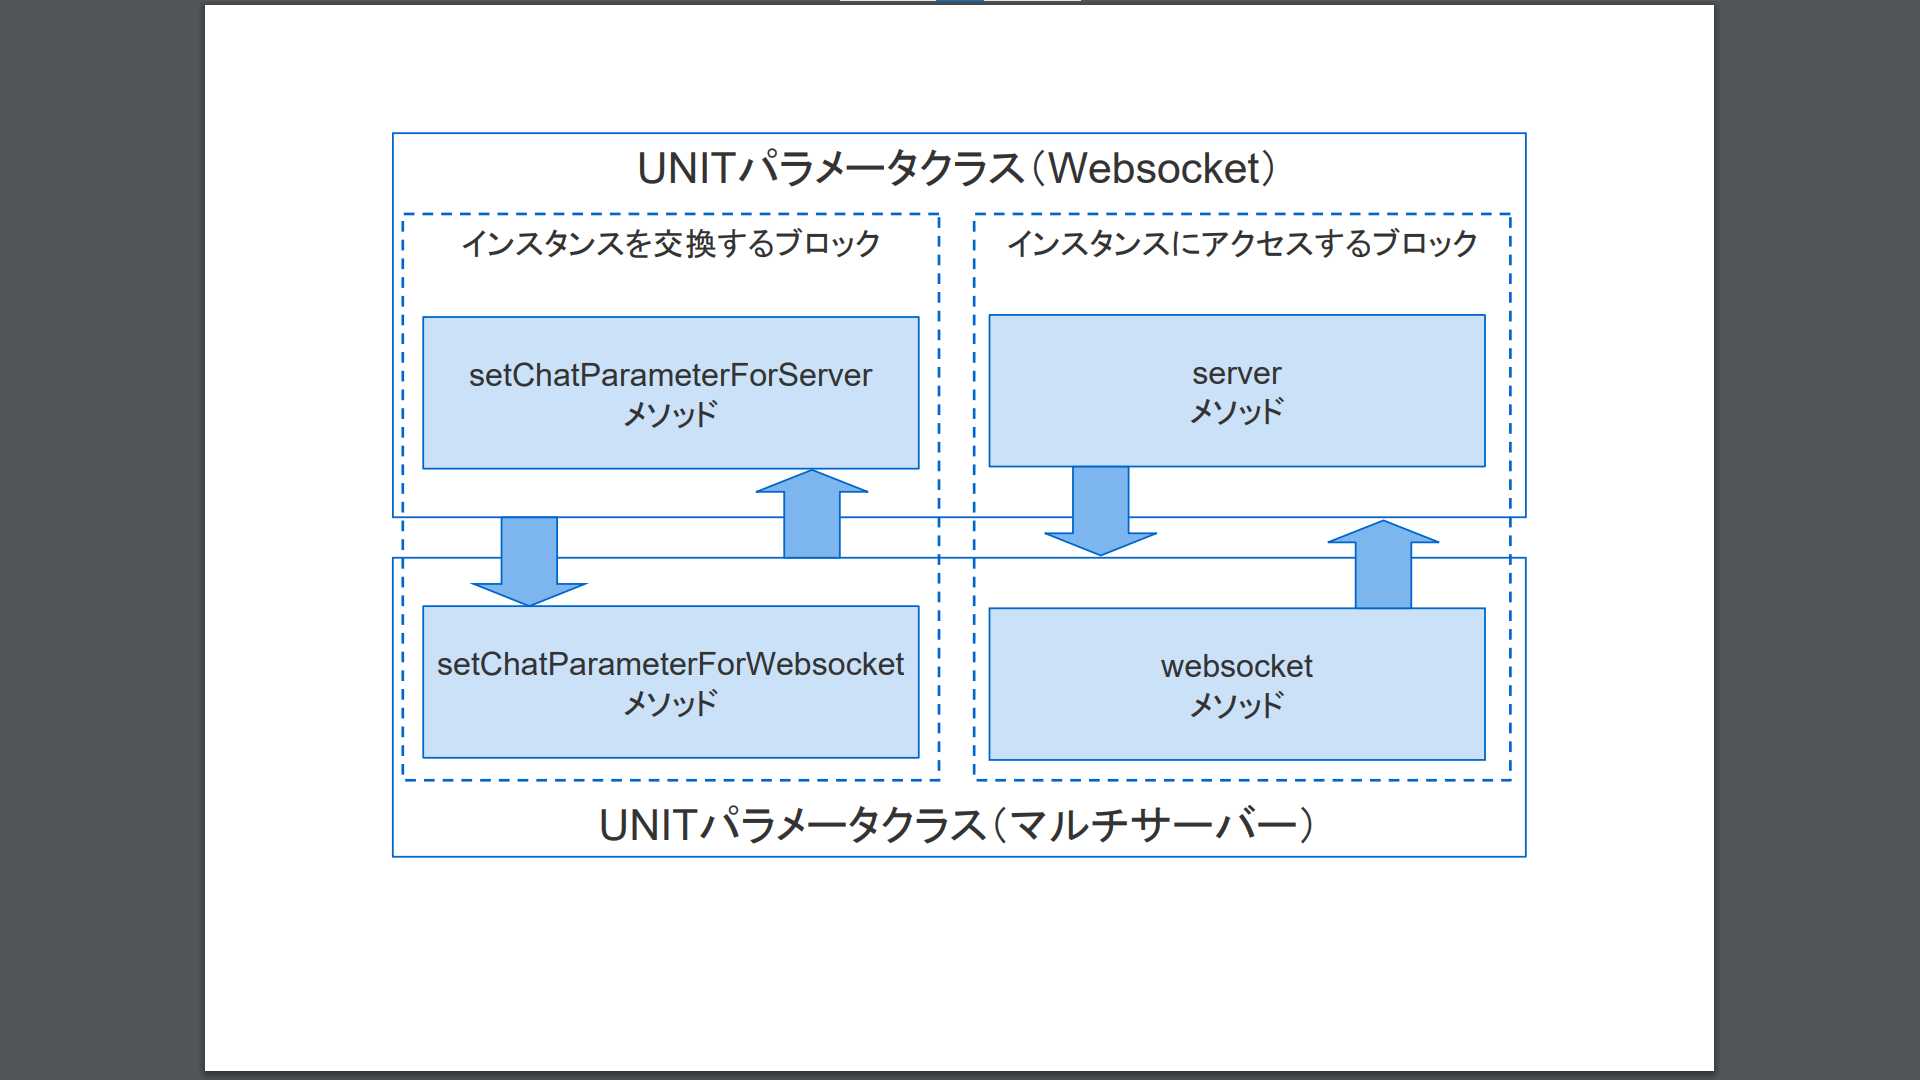 UNITパラメータクラス（Websocket）
インスタンスを交換するブロック
インスタンスにアクセスするブロック
setChatParameterForServer
メソッド
server
メソッド
setChatParameterForWebsocket
メソッド
websocket
メソッド
UNITパラメータクラス（マルチサーバー）